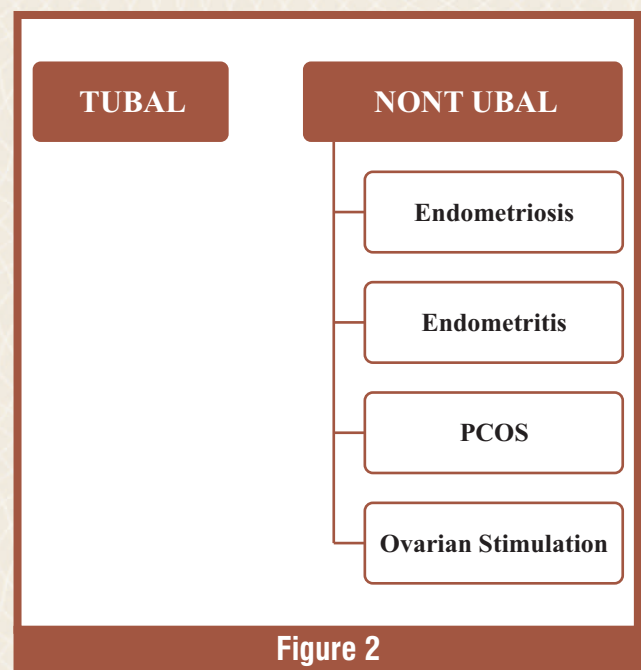 TUBAL
NONT UBAL
Endometriosis
Endometritis
PCOS
Ovarian Stimulation
Figure 2